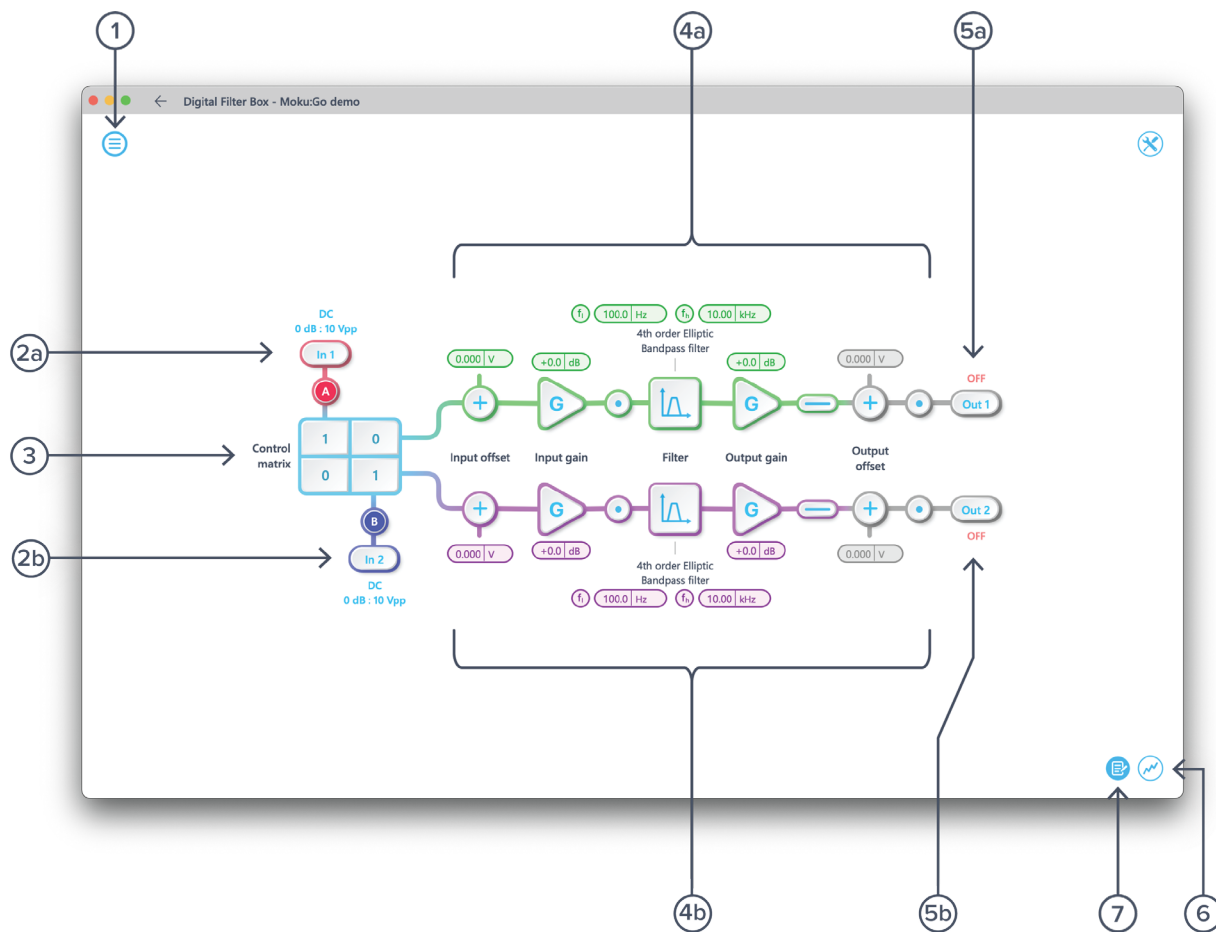 1
4a
5a
Digital Filter Box - Moku:Go demo
DC
0 dB : 10 Vpp
2a
In 1
A
fl 100.0 Hz fh 10.00 kHz
4th order Elliptic
Bandpass filter
0.000 V
+0.0 dB
+0.0 dB
0.000 V
G
G
OFF
Out 1
3
Control
matrix
1 0
0 1
Input offset
Input gain
Filter
Output gain
Output
offset
B
2b
In 2
DC
0 dB : 10 Vpp
G
G
Out 2
OFF
0.000 V
+0.0 dB
+0.0 dB
0.000 V
4th order Elliptic
Bandpass filter
fl 100.0 Hz fh 10.00 kHz
4b
5b
7
6